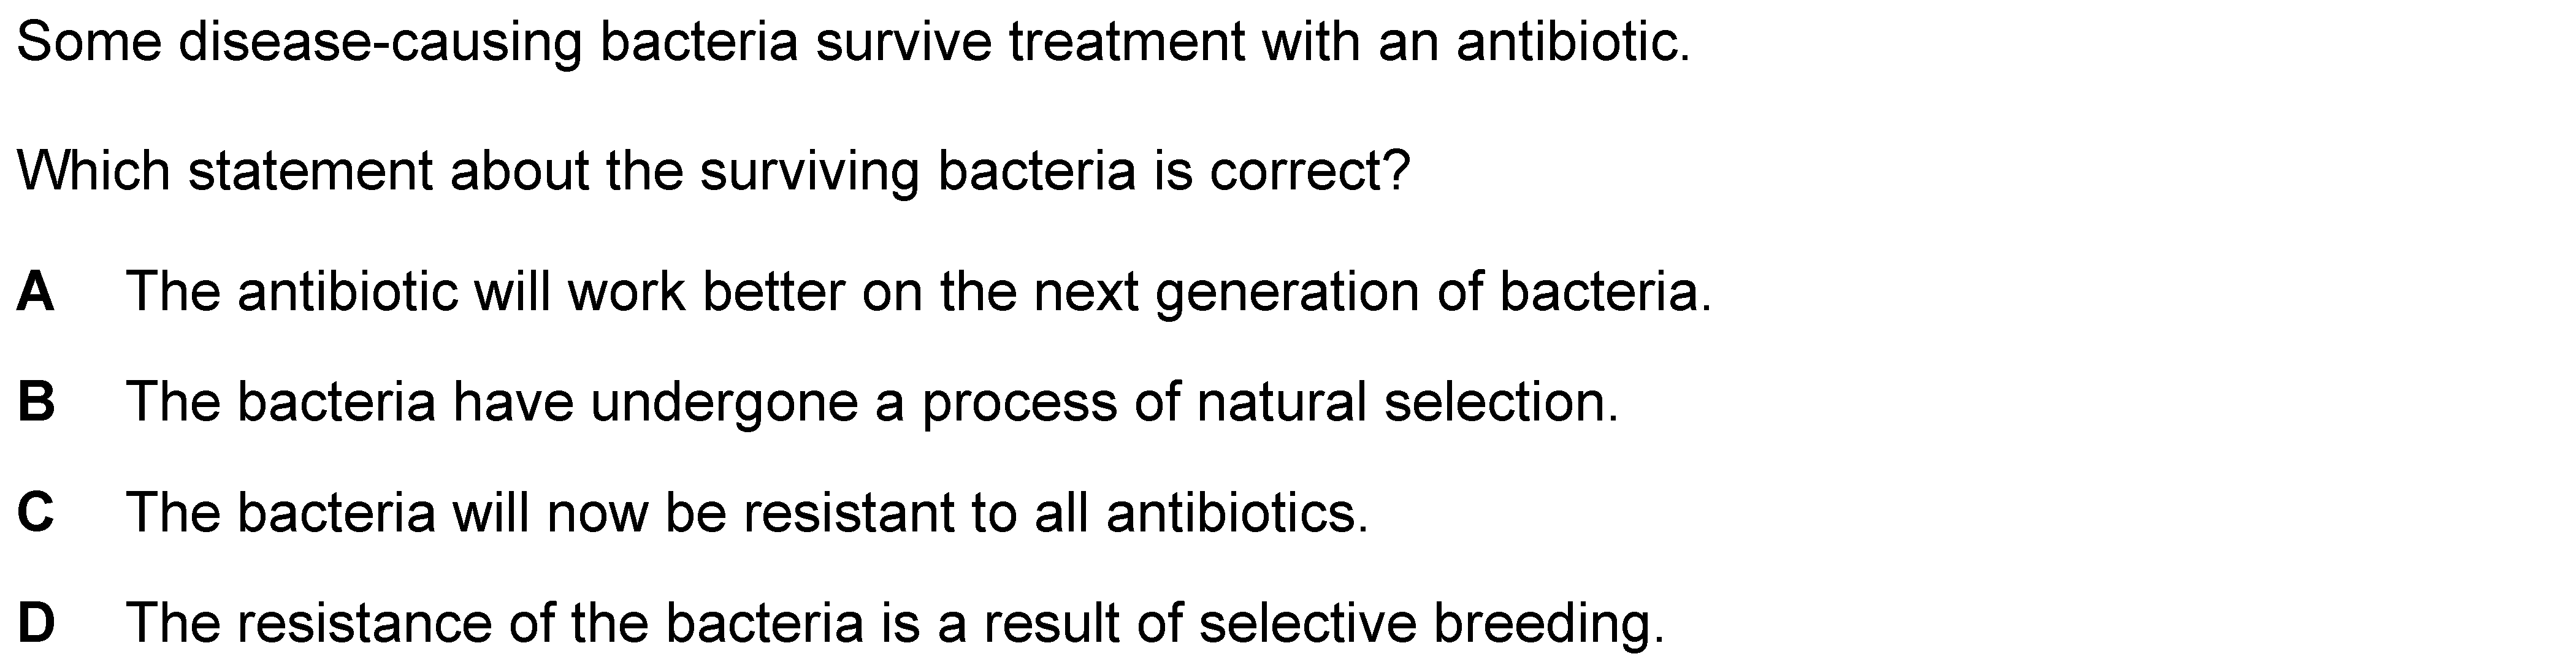 Some disease-causing bacteria survive treatment with an antibiotic.
Which statement about the surviving bacteria is correct?
A The antibiotic will work better on the next generation of bacteria.
B The bacteria have undergone a process of natural selection.
C The bacteria will now be resistant to all antibiotics.
D The resistance of the bacteria is a result of selective breeding.